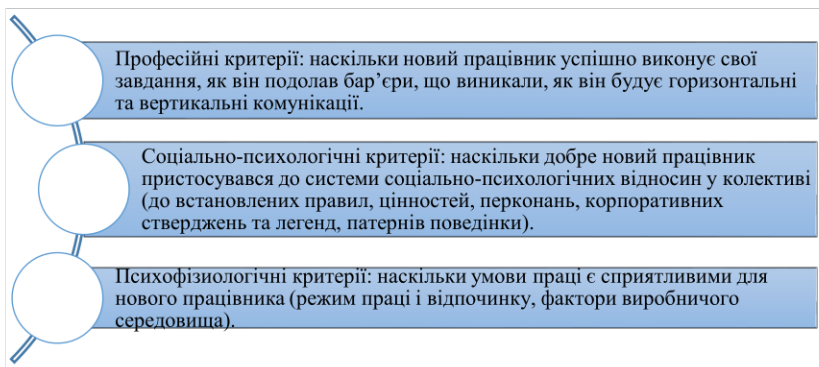 Професійні критерії: наскільки новий працівник успішно виконує свої
завдання, як він подолав бар’єри, що виникали, як він будує горизонтальні
та вертикальні комунікації.
Соціально-психологічні критерії: наскільки добре новий працівник
пристосувався до системи соціально-психологічних відносин у колективі
(до встановлених правил, цінностей, перконань, корпоративних
стверджень та легенд, патернів поведінки).
Психофізиологічні критерії: наскільки умови праці є сприятливими для
нового працівника (режим праці і відпочинку, фактори виробничого
середовища).